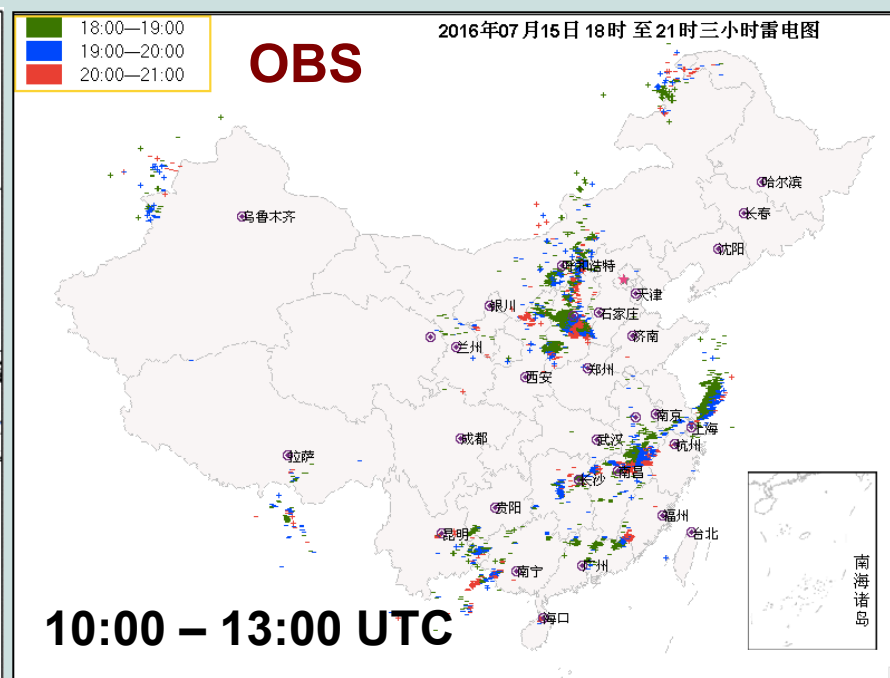 2016年07月15日18时 至21时三小时雷电图
18:00—19:00
19:00—20:00
20:00—21:00
OBS
哈尔滨
长春
乌鲁木齐
沈阳
呼和浩特
天津
银川
石家庄
济南
兰州
郑州
西安
南京
上海
成都
武汉
杭州
拉萨
南昌
长沙
贵阳
福州
昆明
台北
广州
南宁
海口
南海诸岛
10:00 – 13:00 UTC